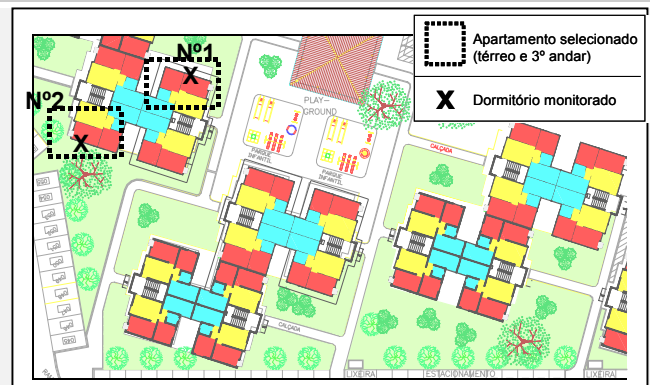 Apartamento selecionado
(térreo e 3º andar)
X Dormitório monitorado
Nº1
X
Nº2
X
PLAY-
GROUND
PARQUE
INFANTIL
PARQUE
INFANTIL
CALÇADA
CALÇADA
LIXEIRA
ESTACIONAMENTO
LIXEIRA